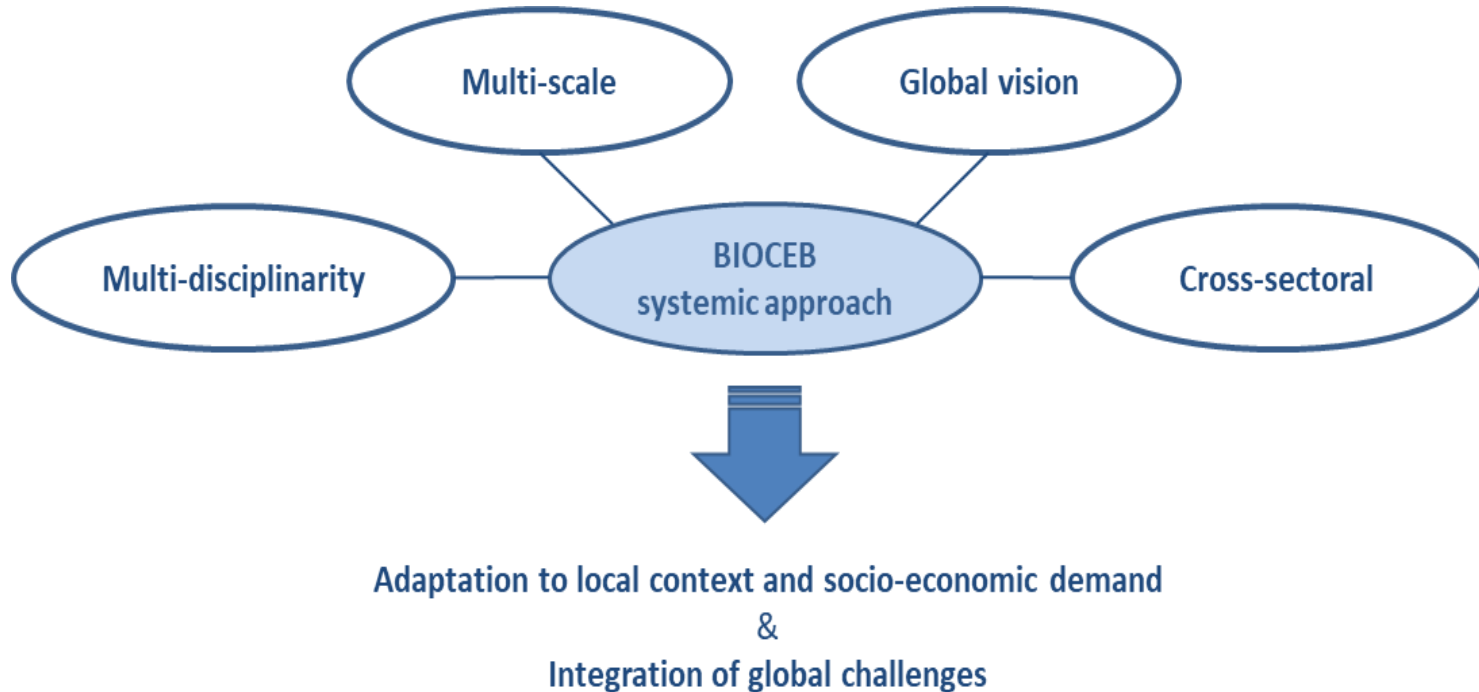 Multi-scale
Global vision
Multi-disciplinarity
BIOCEB
systemic approach
Cross-sectoral
Adaptation to local context and socio-economic demand
&
Integration of global challenges